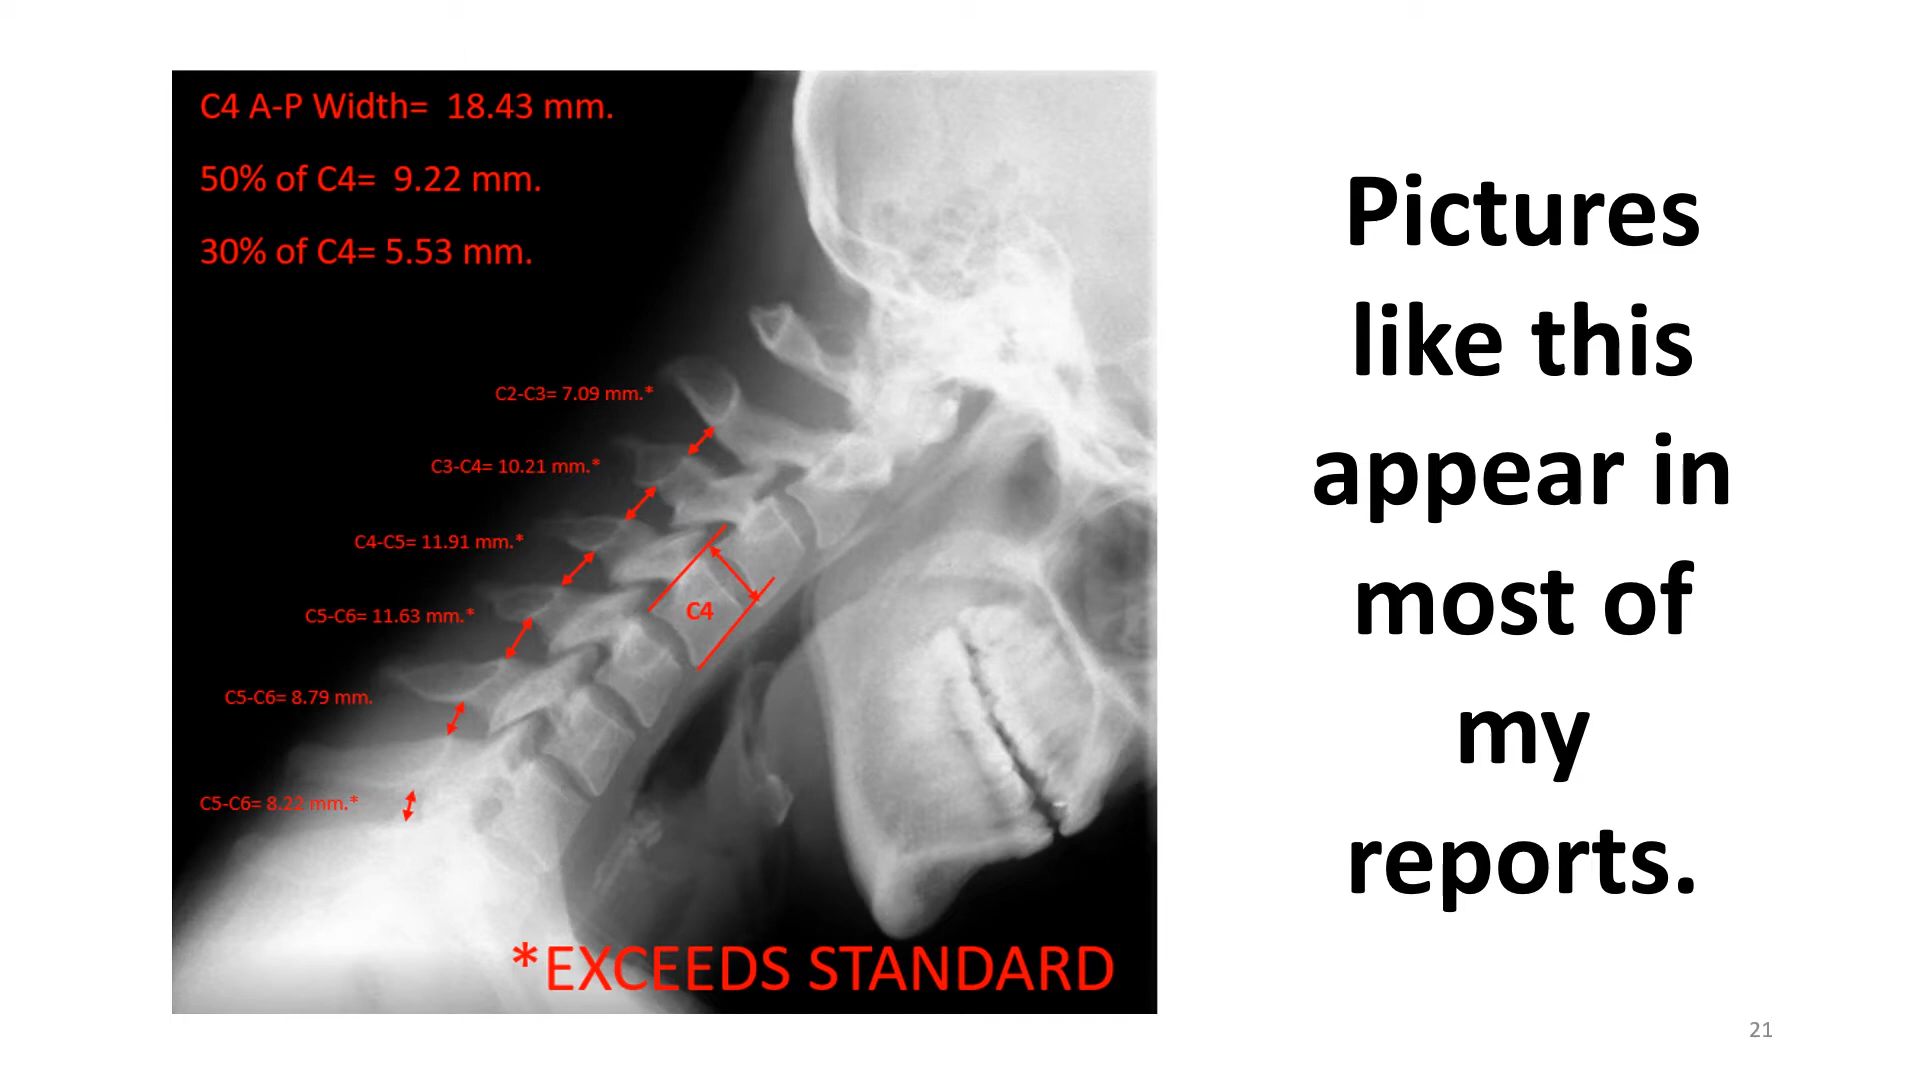 C4 A-P Width=  18.43 mm.
50% of C4=  9.22 mm.
30% of C4= 5.53 mm.
C2-C3= 7.09 mm.*
C3-C4= 10.21 mm.*
C4-C5= 11.91 mm.*
C5-C6= 11.63 mm.*
C4
C5-C6= 8.79 mm.
C5-C6= 8.22 mm.*
*EXCEEDS STANDARD
Pictures
like this
appear in
most of
my
reports.
21